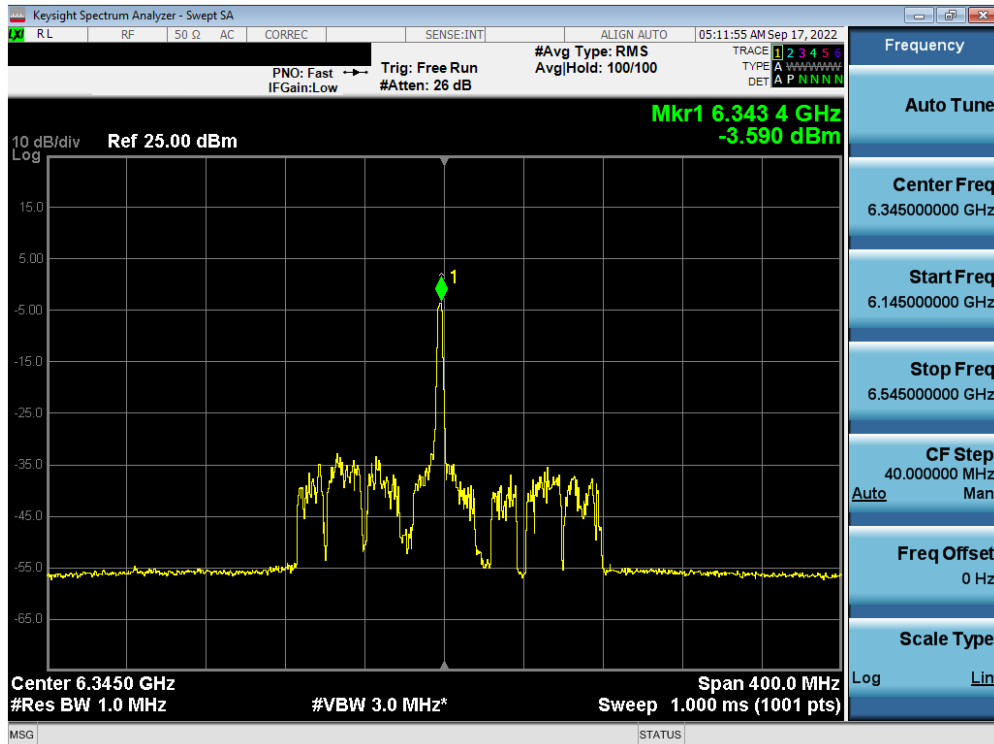 Keysight Spectrum Analyzer - Swept SA
LXI RL RF 50 Ω AC CORREC SENSE:INT ALIGN AUTO 05:11:55 AM Sep 17, 2022
PNO: Fast
IFGain:Low
Trig: Free Run
#Atten: 26 dB
#Avg Type: RMS
Avg|Hold: 100/100
TRACE 1 2 3 4 5 6
TYPE A WWWWW
DET A P N N N N
Mkr1 6.343 4 GHz
-3.590 dBm
10 dB/div Ref 25.00 dBm
Log
15.0
5.00
-5.00
-15.0
-25.0
-35.0
-45.0
-55.0
-65.0
1
Center 6.3450 GHz Span 400.0 MHz
#Res BW 1.0 MHz #VBW 3.0 MHz* Sweep 1.000 ms (1001 pts)
MSG STATUS
Frequency
Auto Tune
Center Freq
6.345000000 GHz
Start Freq
6.145000000 GHz
Stop Freq
6.545000000 GHz
CF Step
40.000000 MHz
Auto Man
Freq Offset
0 Hz
Scale Type
Log Lin